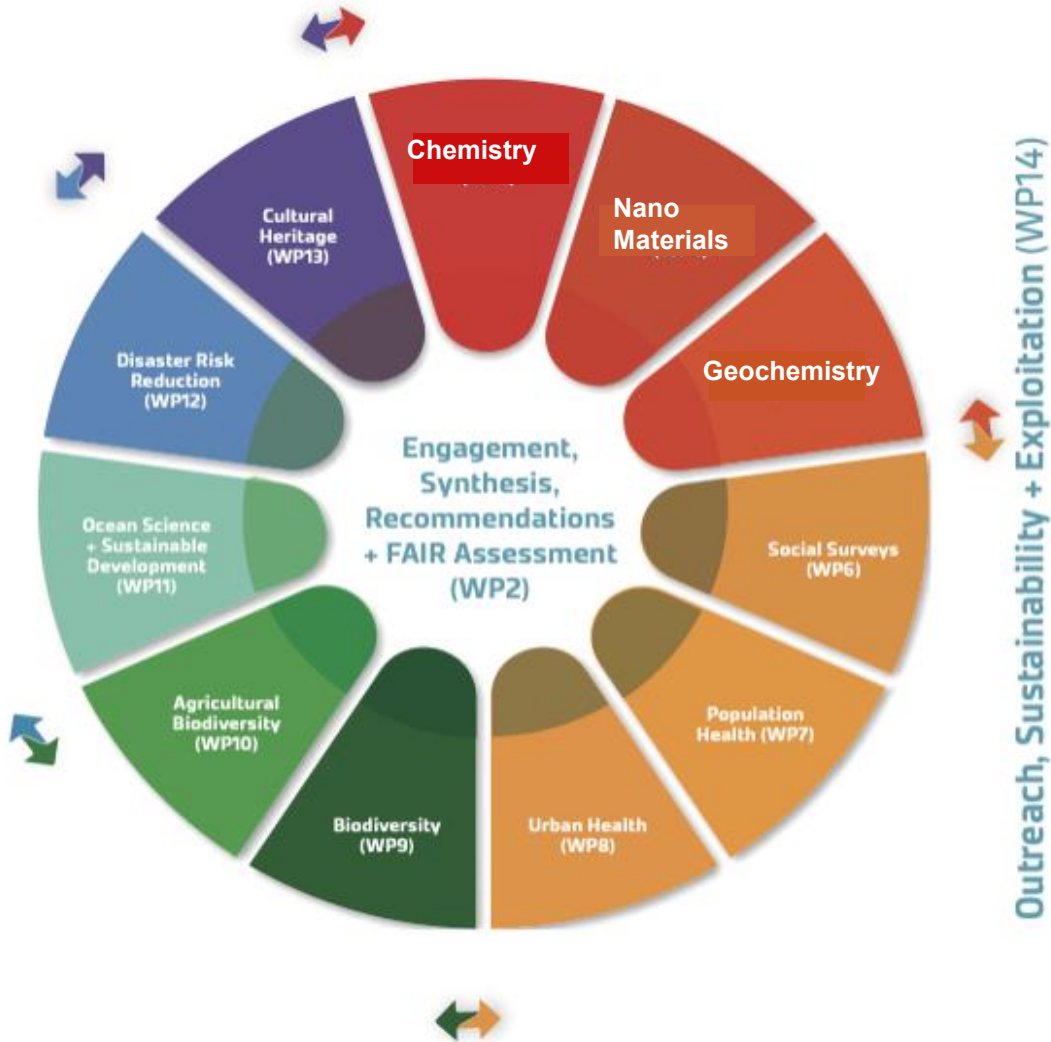 Chemistry
Nano
Materials
Geochemistry
Social Surveys
(WP6)
Population
Health (WP7)
Urban Health
(WP8)
Biodiversity
(WP9)
Agricultural
Biodiversity
(WP10)
Ocean Science
+ Sustainable
Development
(WP11)
Disaster Risk
Reduction
(WP12)
Cultural
Heritage
(WP13)
Engagement,
Synthesis,
Recommendations
+ FAIR Assessment
(WP2)
Outreach, Sustainability + Exploitation (WP14)